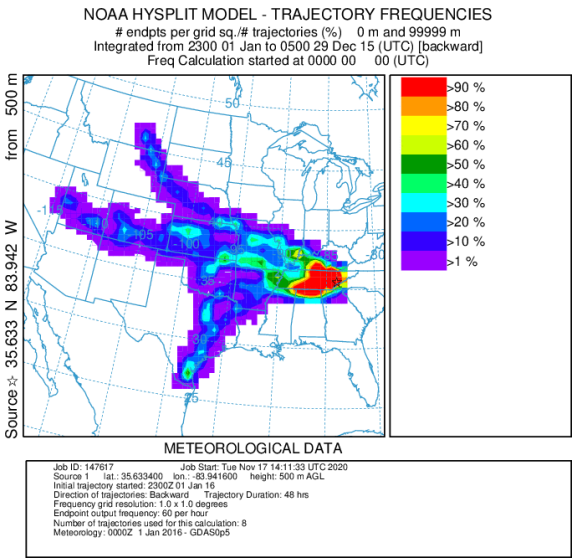 NOAA HYSPLIT MODEL - TRAJECTORY FREQUENCIES
# endpts per grid sq./# trajectories (%) 0 m and 99999 m
Integrated from 2300 01 Jan to 0500 29 Dec 15 (UTC) [backward]
Freq Calculation started at 0000 00 00 (UTC)
Source ☆ 35.633 N 83.942 W from 500 m
50
45
-115
-110
-105
-100
-95
-80
35
30
25
>90 %
>80 %
>70 %
>60 %
>50 %
>40 %
>30 %
>20 %
>10 %
>1 %
METEOROLOGICAL DATA
Job ID: 147617 Job Start: Tue Nov 17 14:11:33 UTC 2020
Source 1 lat.: 35.633400 lon.: -83.941600 height: 500 m AGL
Initial trajectory started: 2300Z 01 Jan 16
Direction of trajectories: Backward Trajectory Duration: 48 hrs
Frequency grid resolution: 1.0 x 1.0 degrees
Endpoint output frequency: 60 per hour
Number of trajectories used for this calculation: 8
Meteorology: 0000Z 1 Jan 2016 - GDAS0p5